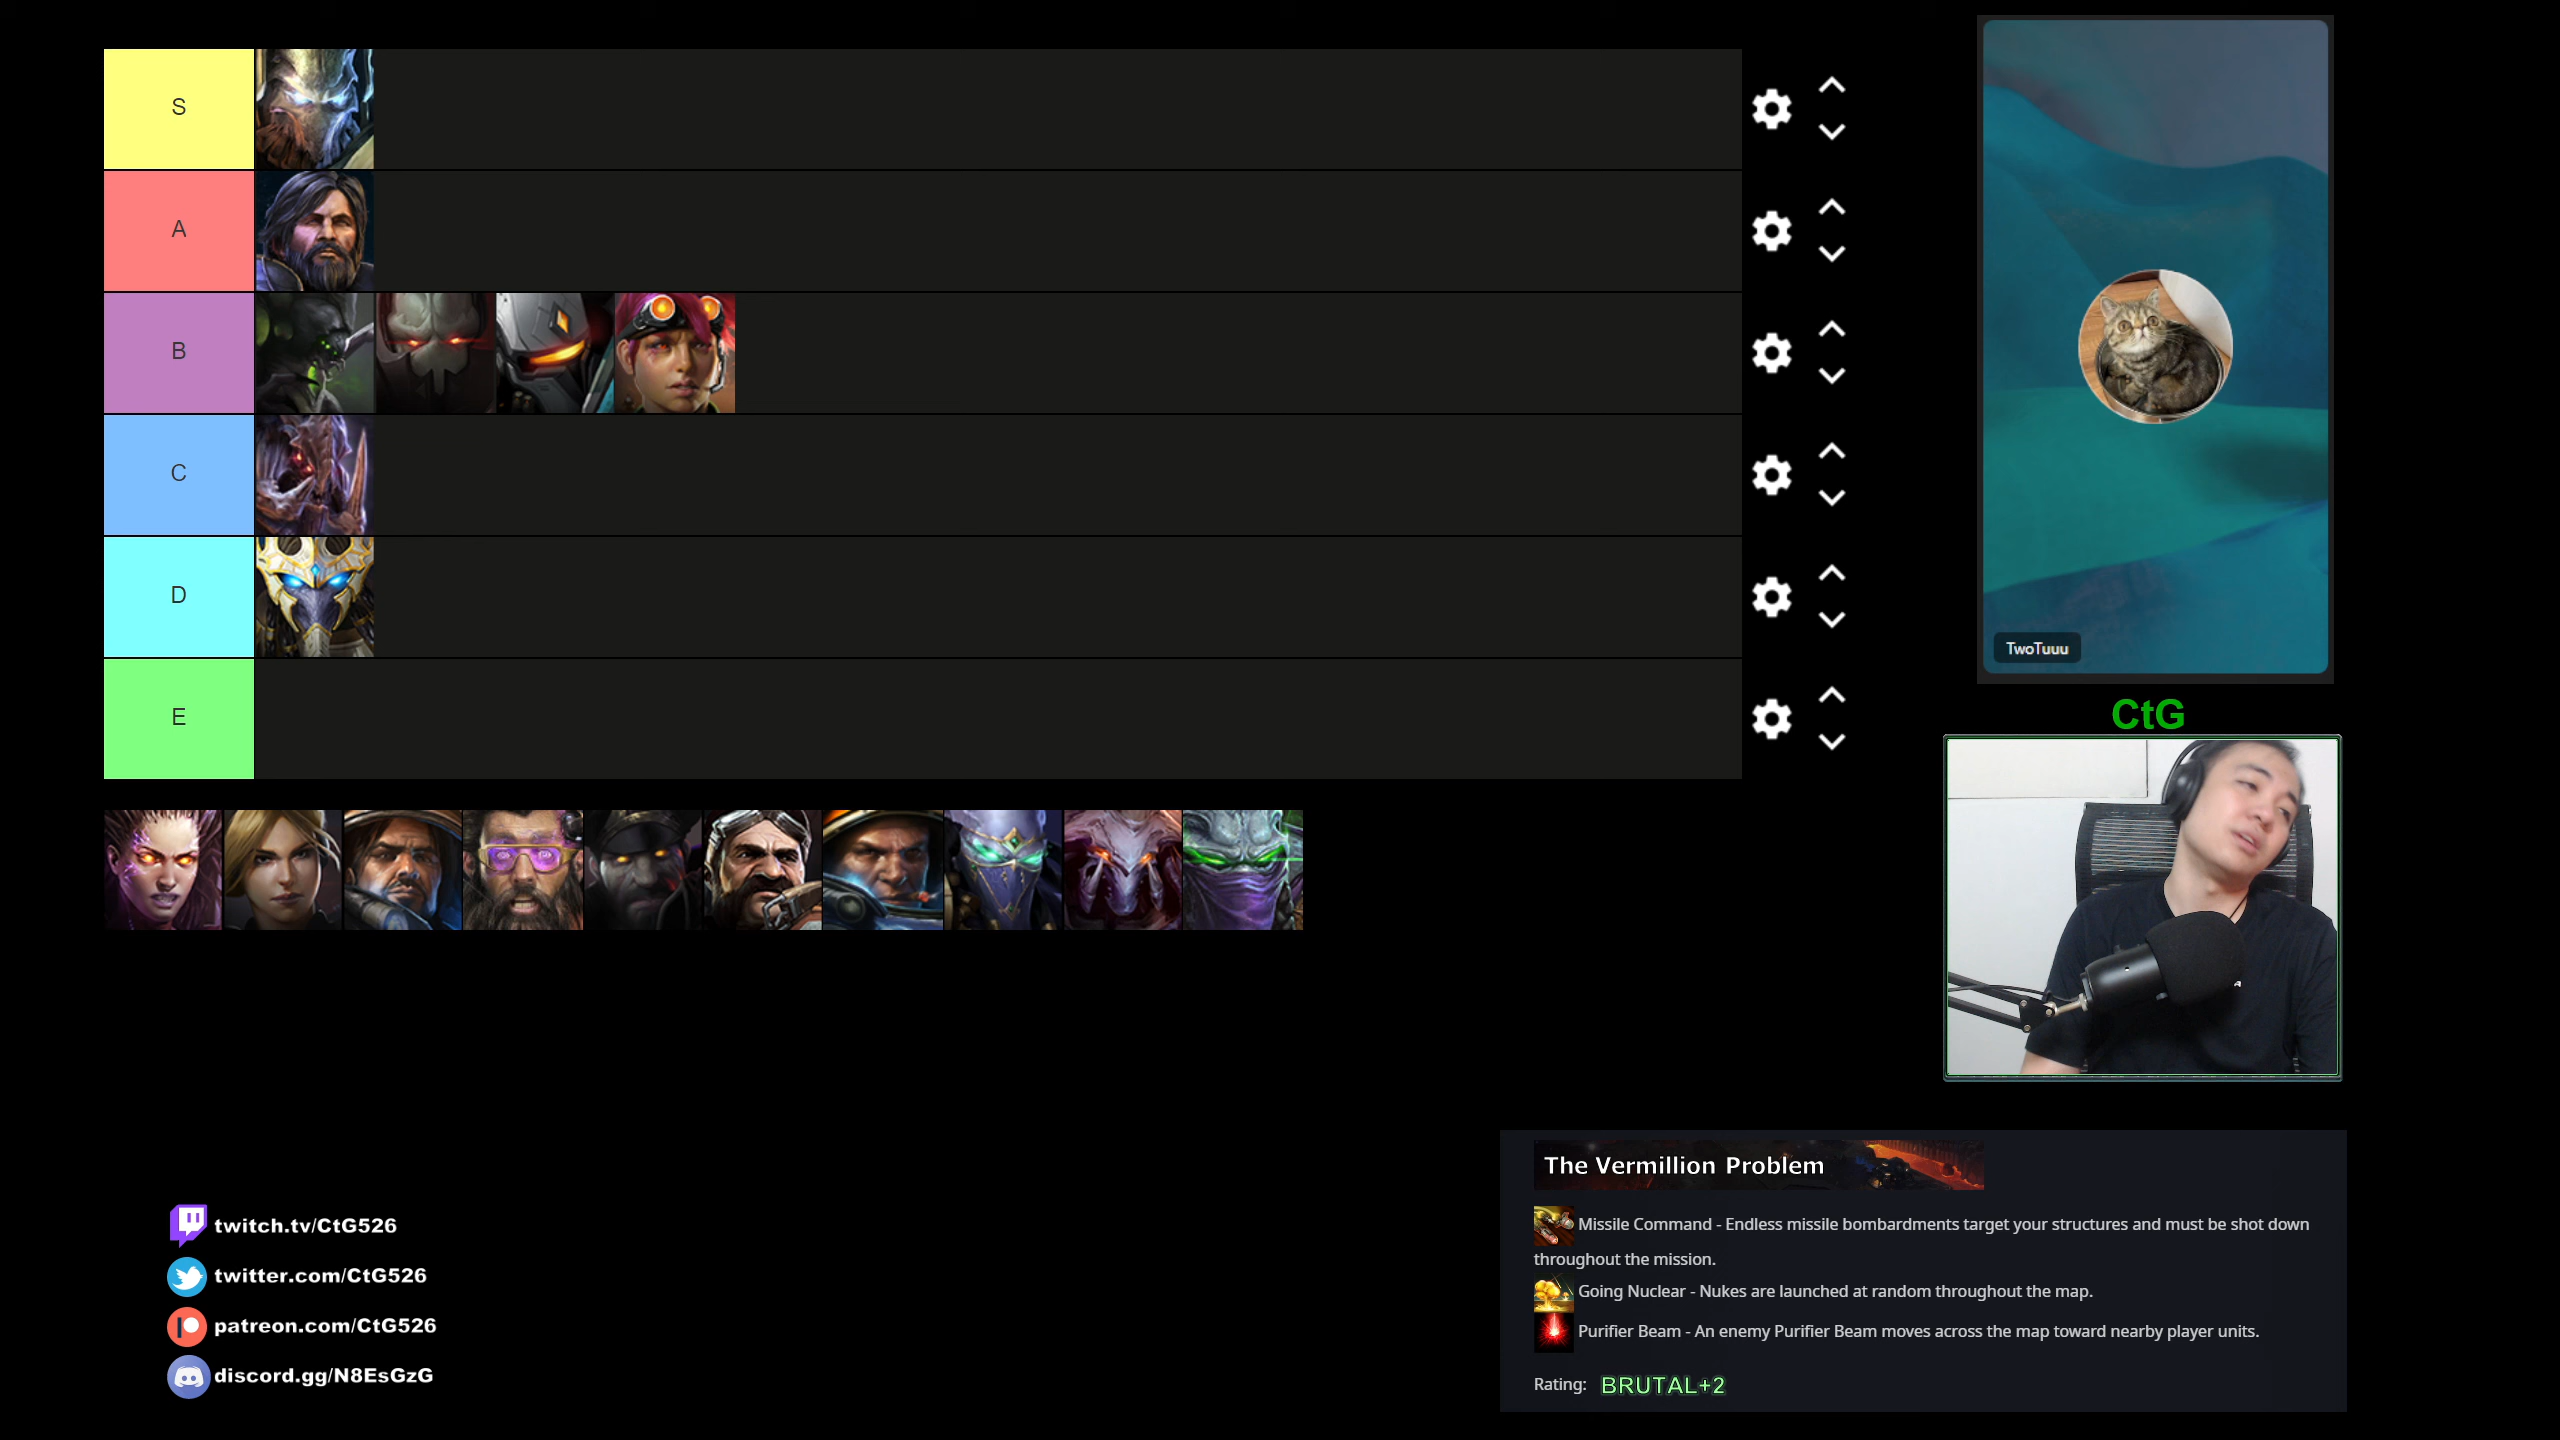 S
A
B
C
D
E
TwoTuuu
CtG
The Vermillion Problem
Missile Command - Endless missile bombardments target your structures and must be shot down
throughout the mission.
Going Nuclear - Nukes are launched at random throughout the map.
Purifier Beam - An enemy Purifier Beam moves across the map toward nearby player units.
Rating: BRUTAL+2
twitch.tv/CtG526
twitter.com/CtG526
patreon.com/CtG526
discord.gg/N8EsGzG